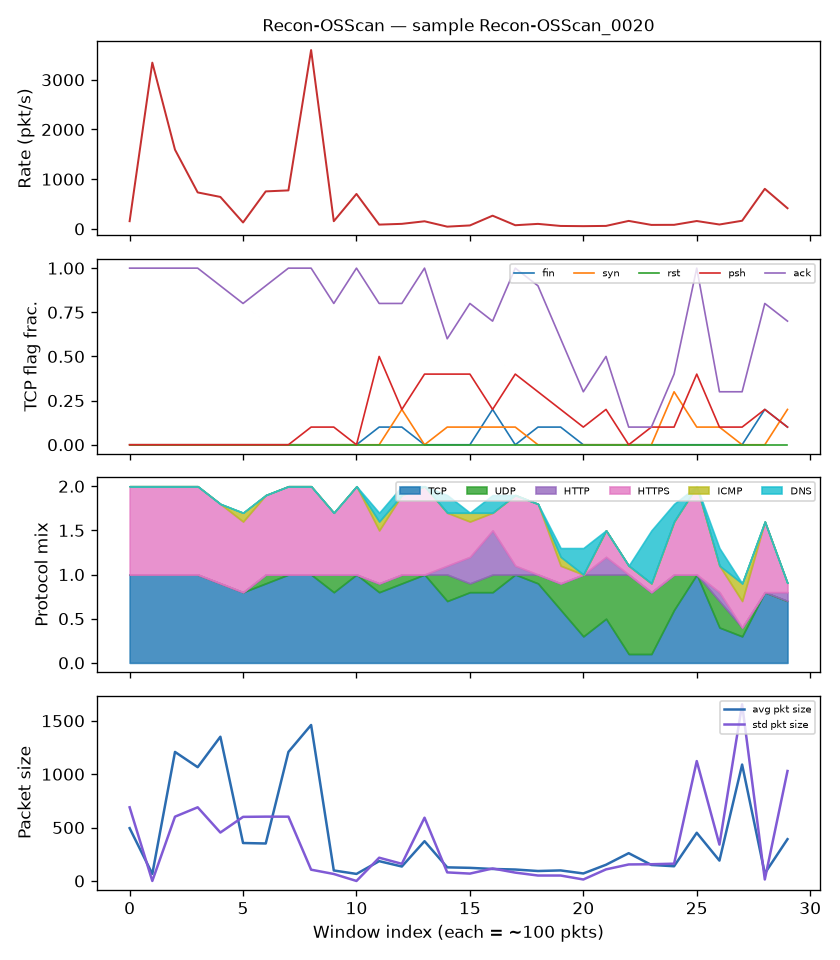 Recon-OSScan — sample Recon-OSScan_0020
Rate (pkt/s)
3000
2000
1000
0
TCP flag frac.
1.00
0.75
0.50
0.25
0.00
fin syn rst psh ack
Protocol mix
2.0
1.5
1.0
0.5
0.0
TCP UDP HTTP HTTPS ICMP DNS
Packet size
1500
1000
500
0
avg pkt size
std pkt size
0 5 10 15 20 25 30
Window index (each = ~100 pkts)